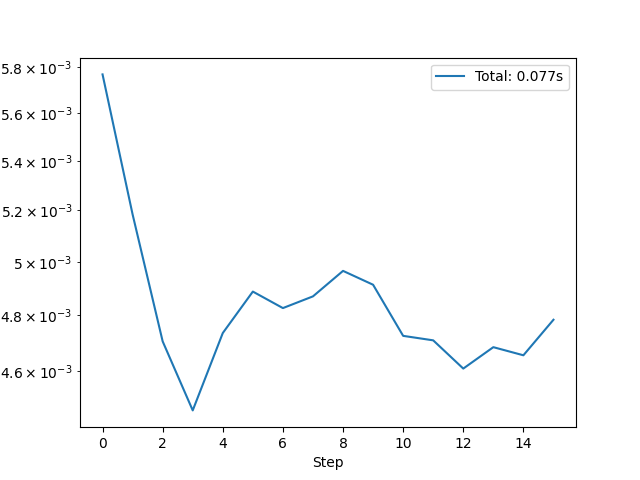 5.8 × 10⁻³
5.6 × 10⁻³
5.4 × 10⁻³
5.2 × 10⁻³
5 × 10⁻³
4.8 × 10⁻³
4.6 × 10⁻³
Total: 0.077s
0 2 4 6 8 10 12 14
Step